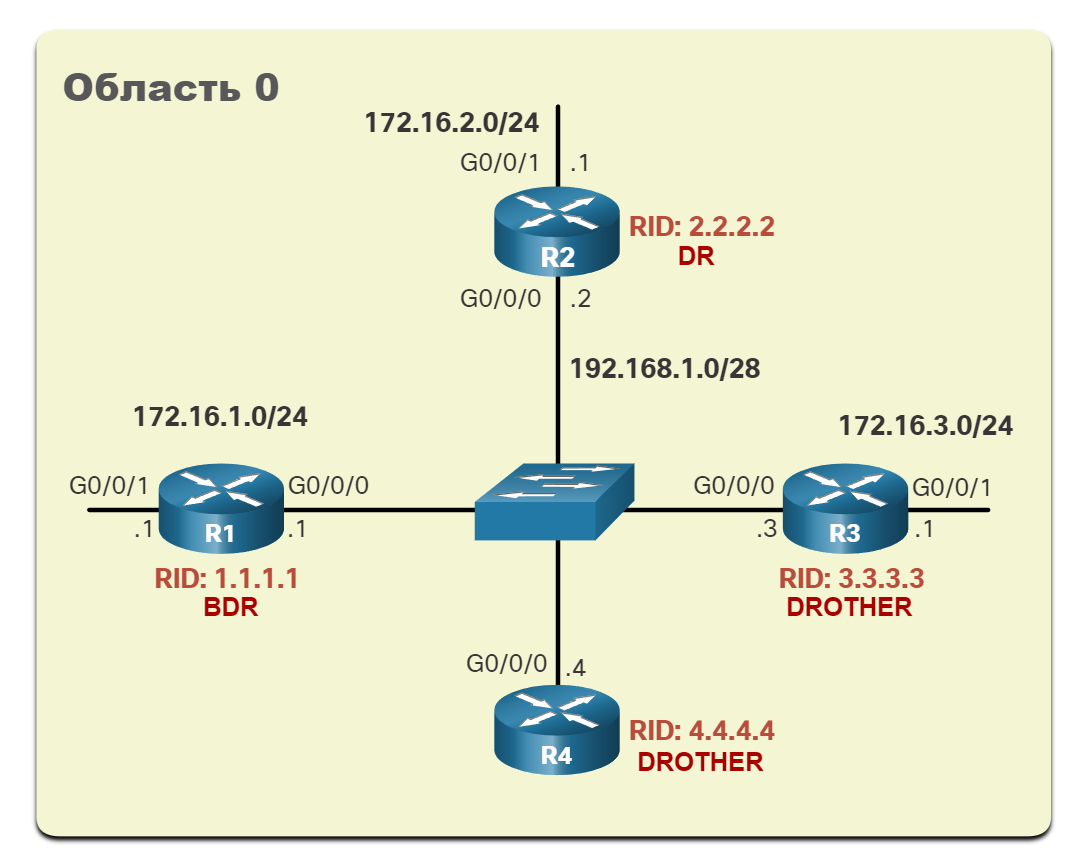 Область 0
172.16.2.0/24
G0/0/1 .1
R2
RID: 2.2.2.2
DR
G0/0/0 .2
192.168.1.0/28
172.16.1.0/24
172.16.3.0/24
G0/0/1 G0/0/0
.1 R1 .1
RID: 1.1.1.1
BDR
G0/0/0 G0/0/1
.3 R3 .1
RID: 3.3.3.3
DROTHER
G0/0/0 .4
R4
RID: 4.4.4.4
DROTHER